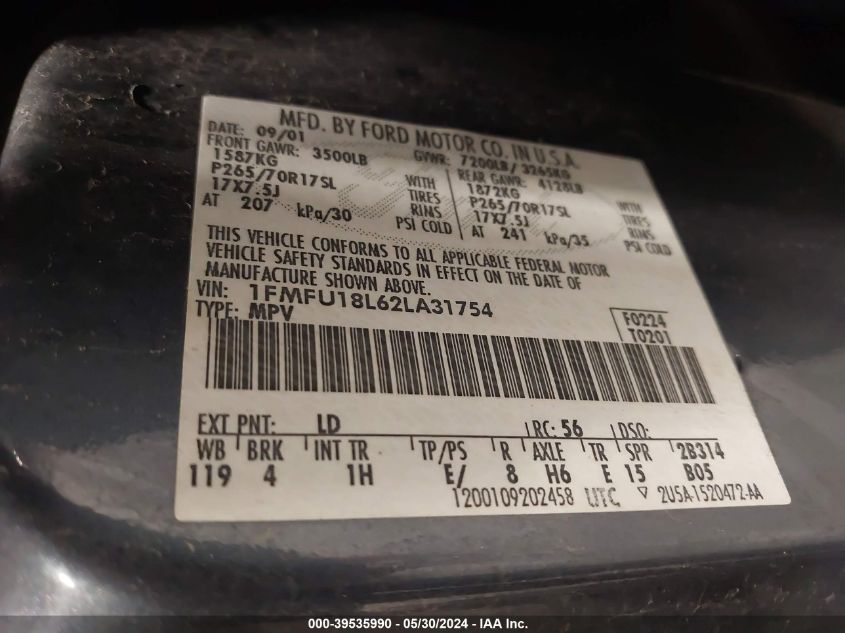 MFD. BY FORD MOTOR CO. IN U.S.A.
DATE: 09/01 GVWR: 7200LB/ 3265KG
FRONT GAWR: 3500LB REAR GAWR: 4128LB
1587KG WITH 1872KG WITH
P265/70R17SL TIRES P265/70R17SL TIRES
17X7.5J RIMS 17X7.5J RIMS
AT 207 kPa/30 PSI COLD AT 241 kPa/35 PSI COLD
THIS VEHICLE CONFORMS TO ALL APPLICABLE FEDERAL MOTOR
VEHICLE SAFETY STANDARDS IN EFFECT ON THE DATE OF
MANUFACTURE SHOWN ABOVE.
VIN: 1FMFU18L62LA31754
TYPE: MPV
F0224
T0201
EXT PNT: LD RC: 56 DSO:
WB BRK INT TR TP/PS R AXLE TR SPR 2B314
119 4 1H E/ 8 H6 E 15 B05
1200109202458 UTC ▽ 2U5A-1520472-AA
000-39535990 - 05/30/2024 - IAA Inc.